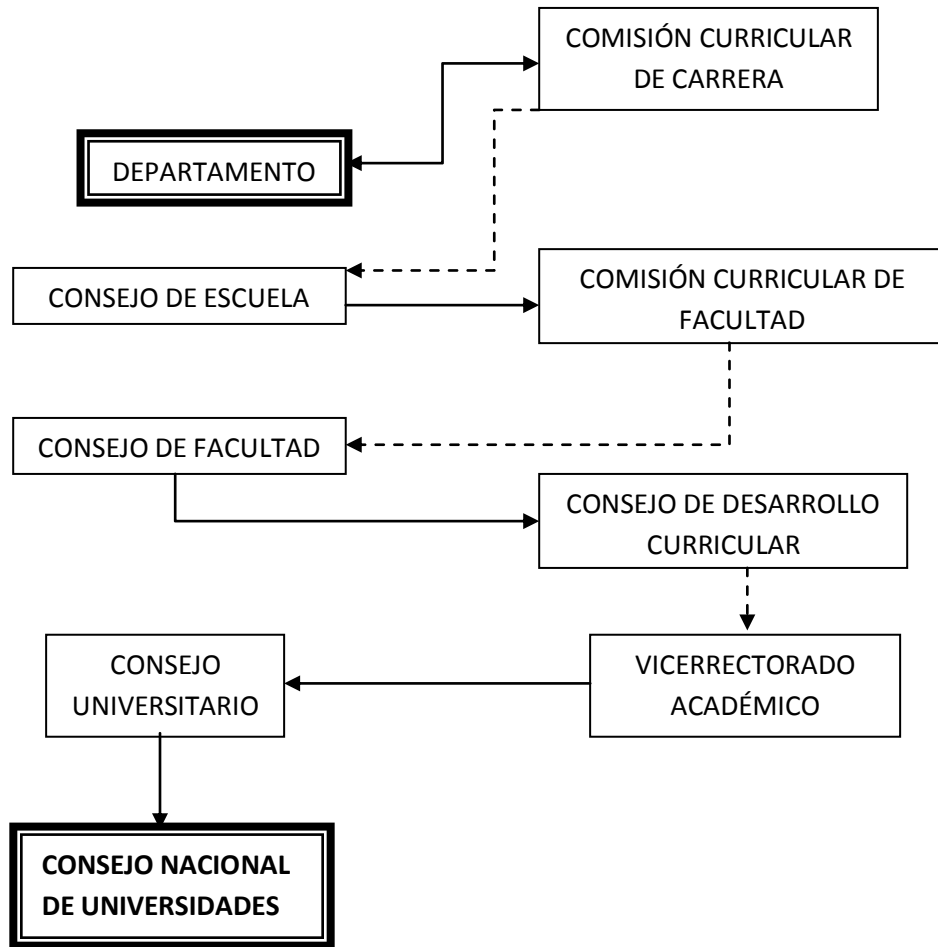 COMISIÓN CURRICULAR
DE CARRERA
DEPARTAMENTO
CONSEJO DE ESCUELA
COMISIÓN CURRICULAR DE
FACULTAD
CONSEJO DE FACULTAD
CONSEJO DE DESARROLLO
CURRICULAR
CONSEJO
UNIVERSITARIO
VICERRECTORADO
ACADÉMICO
CONSEJO NACIONAL
DE UNIVERSIDADES